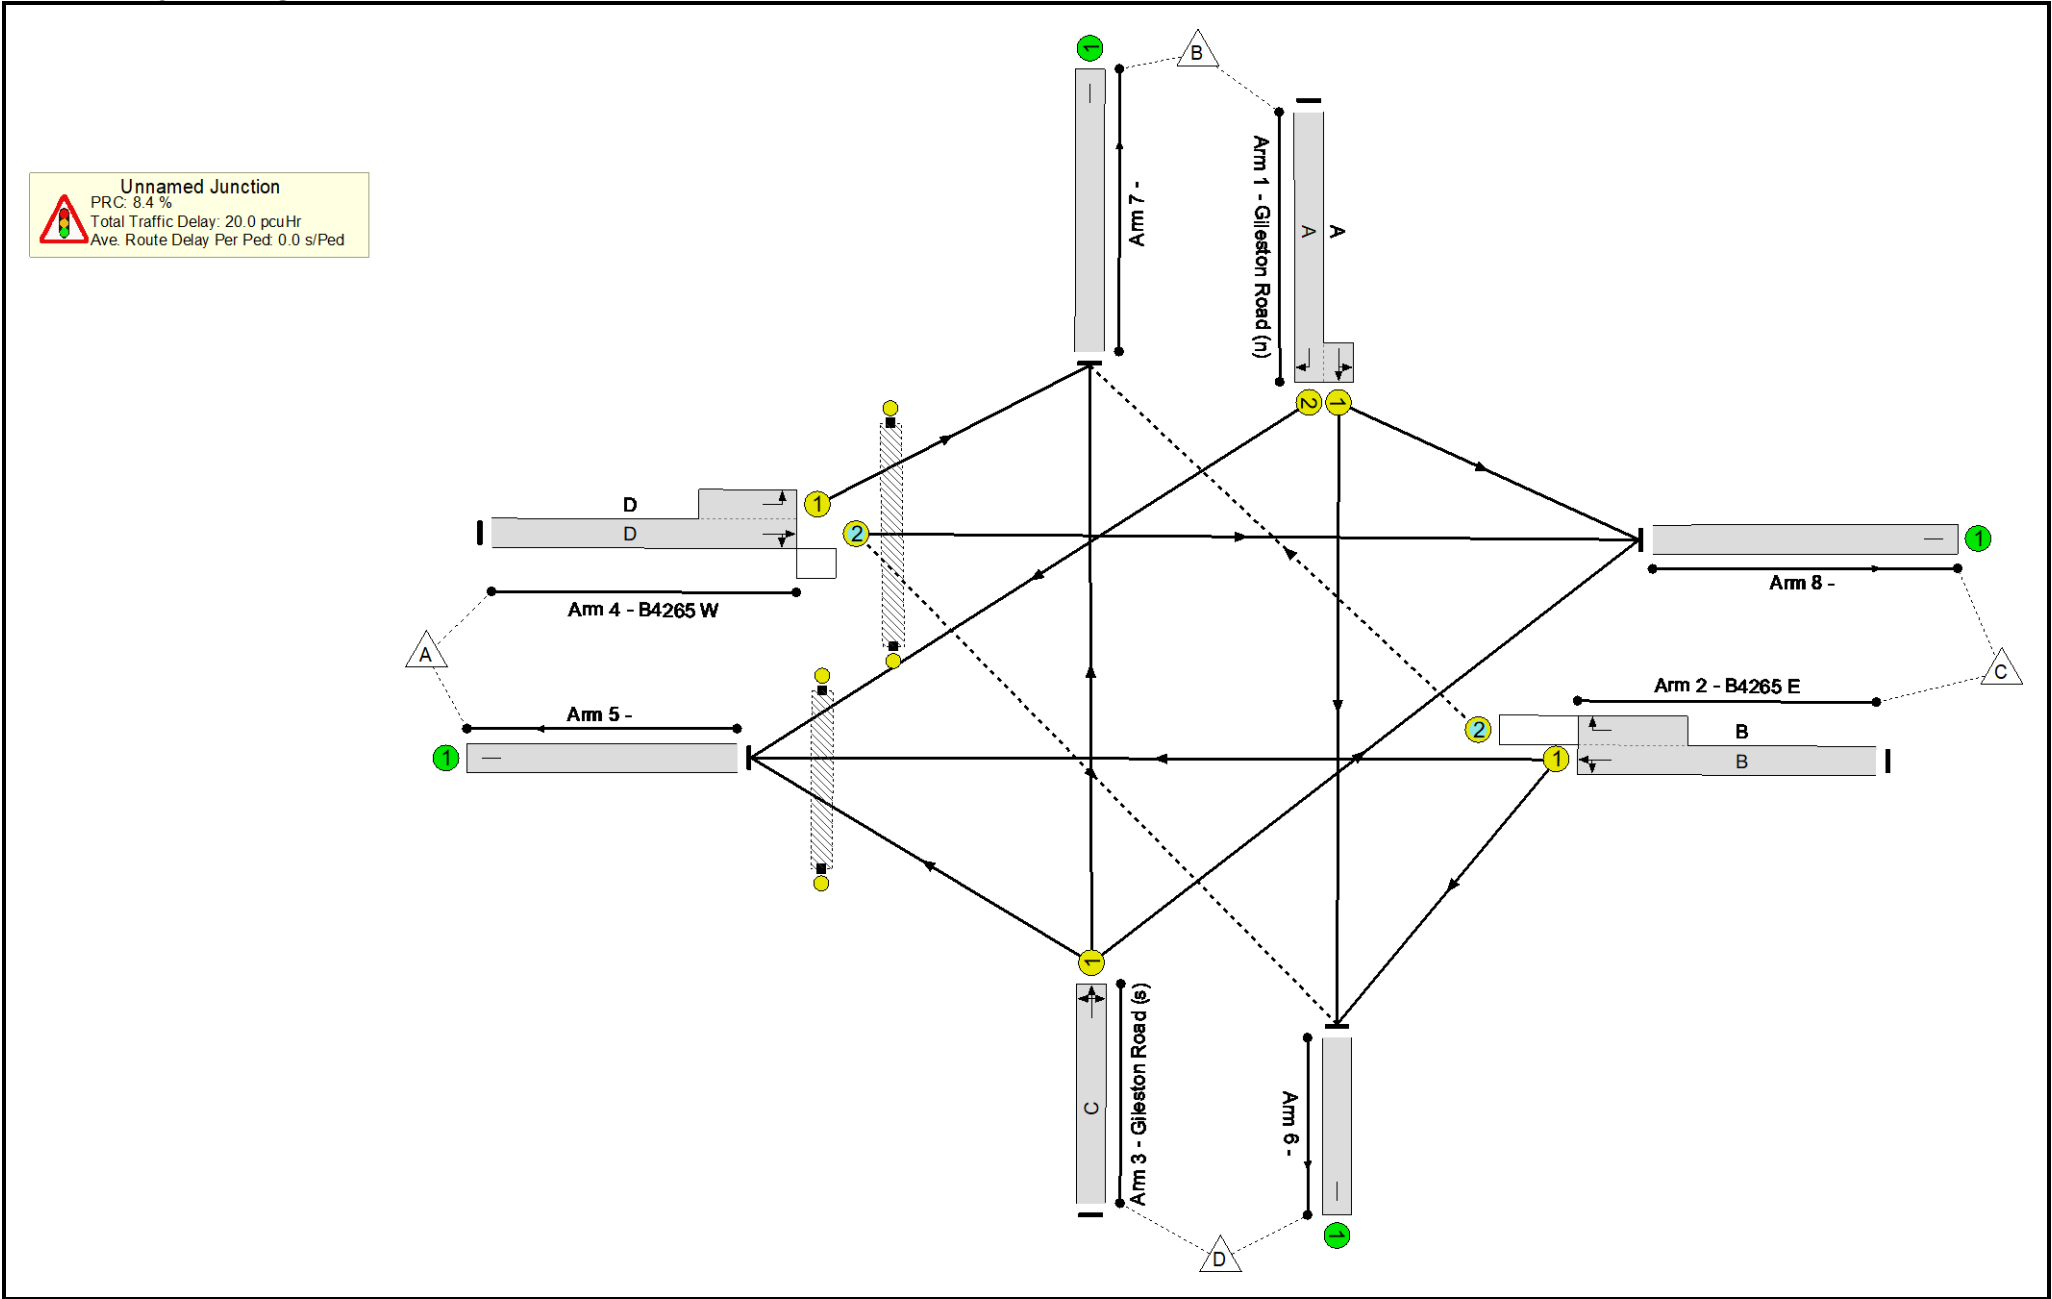 1
B
Unnamed Junction
PRC: 8.4 %
Total Traffic Delay: 20.0 pcuHr
Ave. Route Delay Per Ped: 0.0 s/Ped
Arm 7 -
Arm 1 - Gileston Road (n)
A
A
2
1
D
1
D
2
1
Arm 8 -
Arm 4 - B4265 W
A
C
Arm 2 - B4265 E
Arm 5 -
2
B
1
1
B
1
Arm 3 - Gileston Road (s)
C
Arm 6 -
1
D